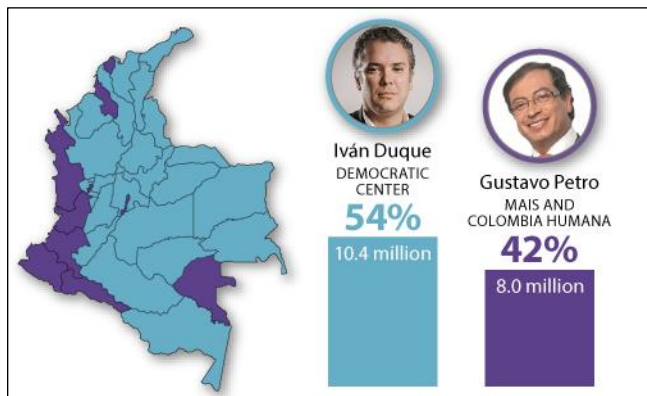 Iván Duque
DEMOCRATIC
CENTER
54%
10.4 million
Gustavo Petro
MAIS AND
COLOMBIA HUMANA
42%
8.0 million